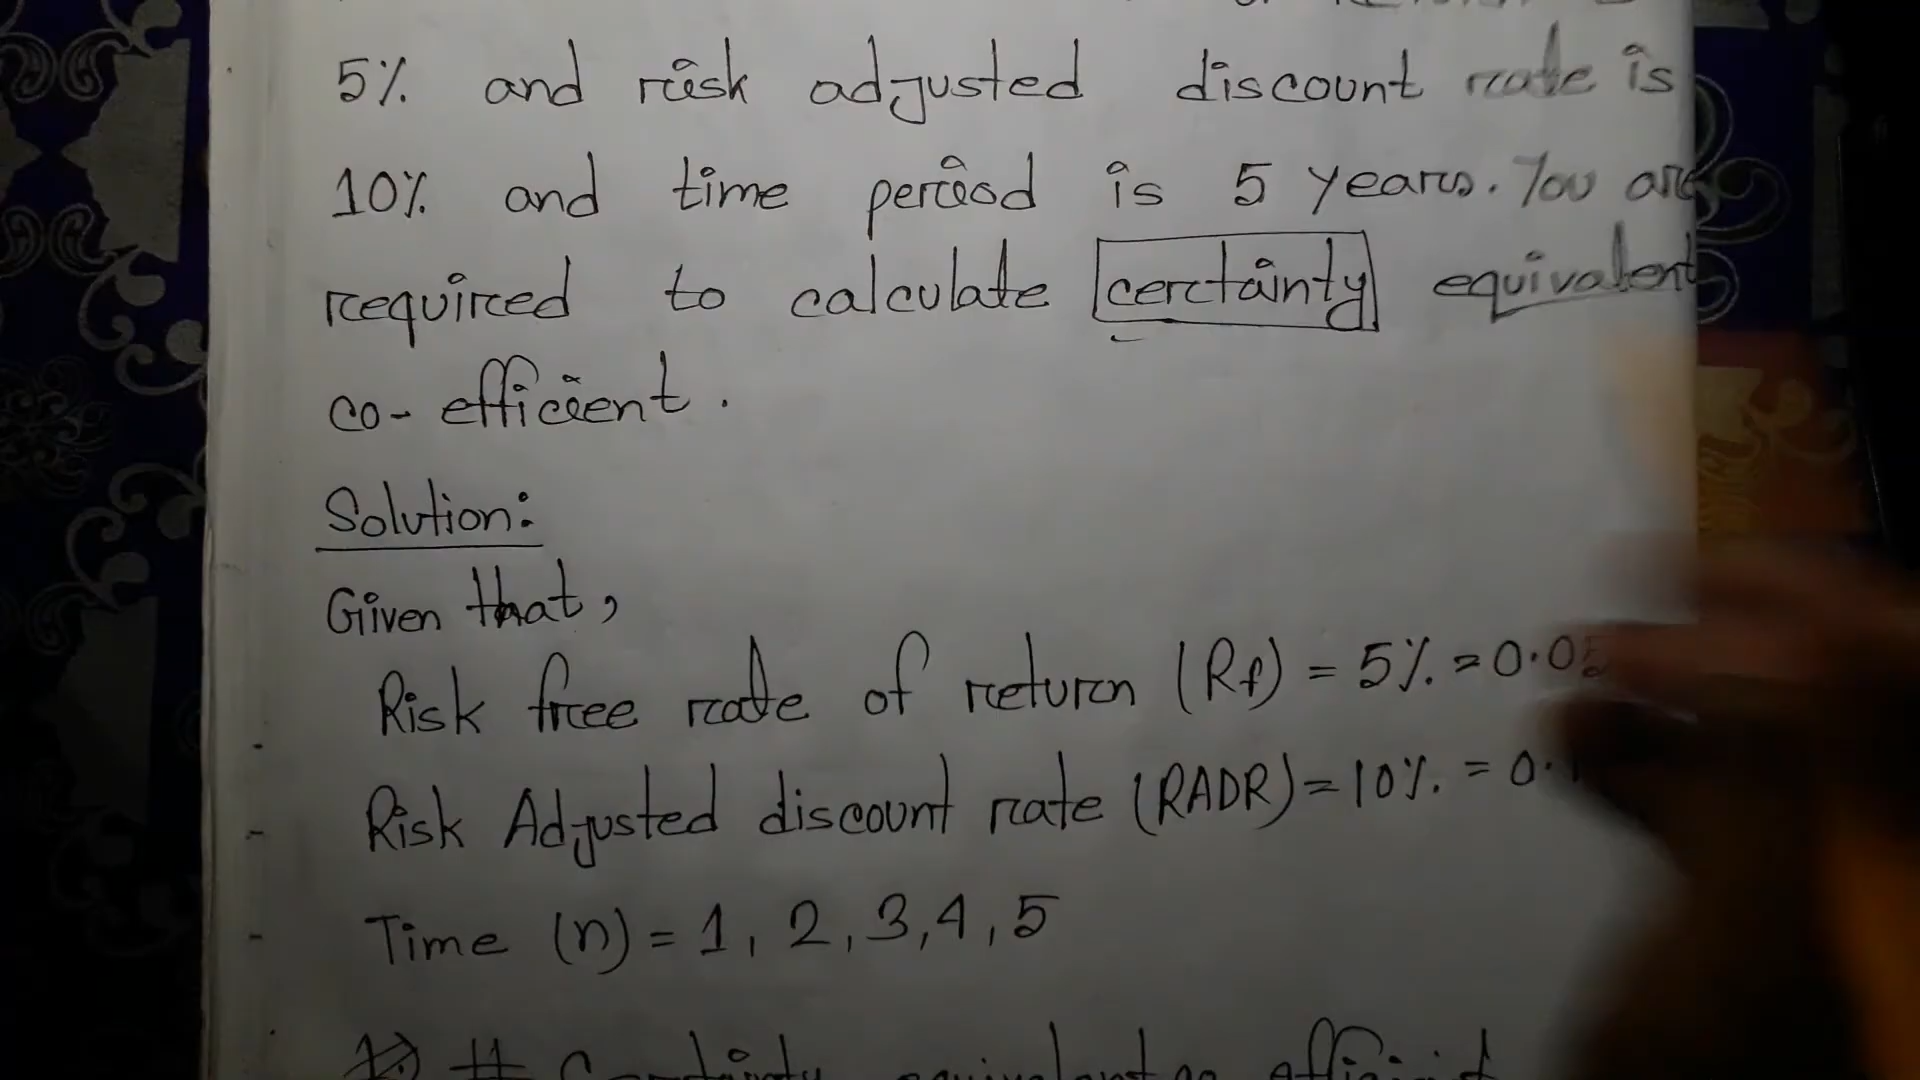 5% and risk adjusted discount rate is
10% and time period is 5 years. You are
required to calculate certainty equivalent
co-efficient.
Solution:
Given that,
Risk free rate of return (Rf) = 5% = 0.05
Risk Adjusted discount rate (RADR) = 10% = 0.1
Time (n) = 1, 2, 3, 4, 5